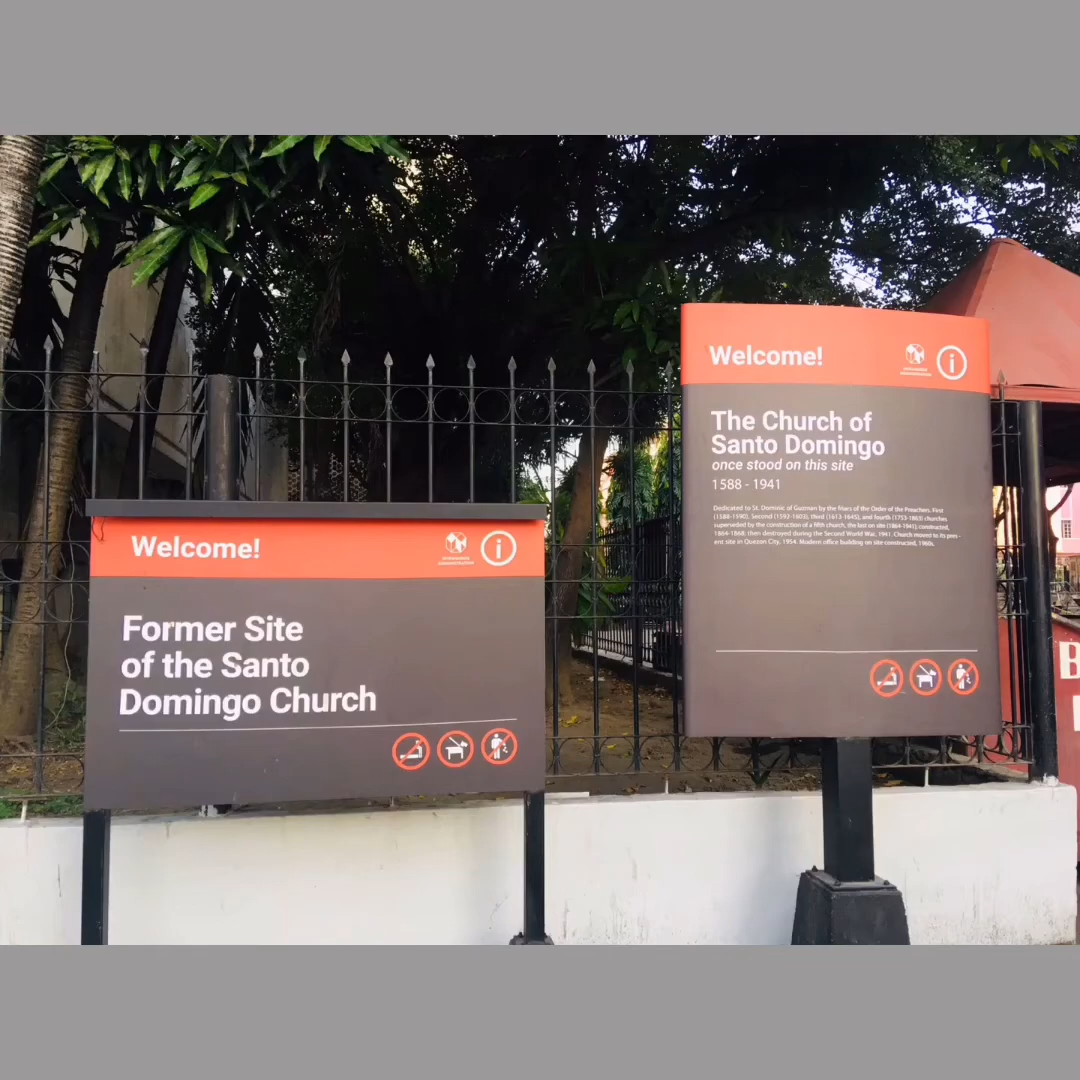 Welcome!
INTRAMUROS
ADMINISTRATION
Former Site
of the Santo
Domingo Church
Welcome!
INTRAMUROS
ADMINISTRATION
The Church of
Santo Domingo
once stood on this site
1588 - 1941
Dedicated to St. Dominic of Guzman by the friars of the Order of the Preachers. First
(1588-1590), Second (1592-1603), third (1613-1645), and fourth (1753-1863) churches
superseded by the construction of a fifth church, the last on site (1864-1941); constructed,
1864-1868; then destroyed during the Second World War, 1941. Church moved to its pres-
ent site in Quezon City, 1954. Modern office building on site constructed, 1960s.
B